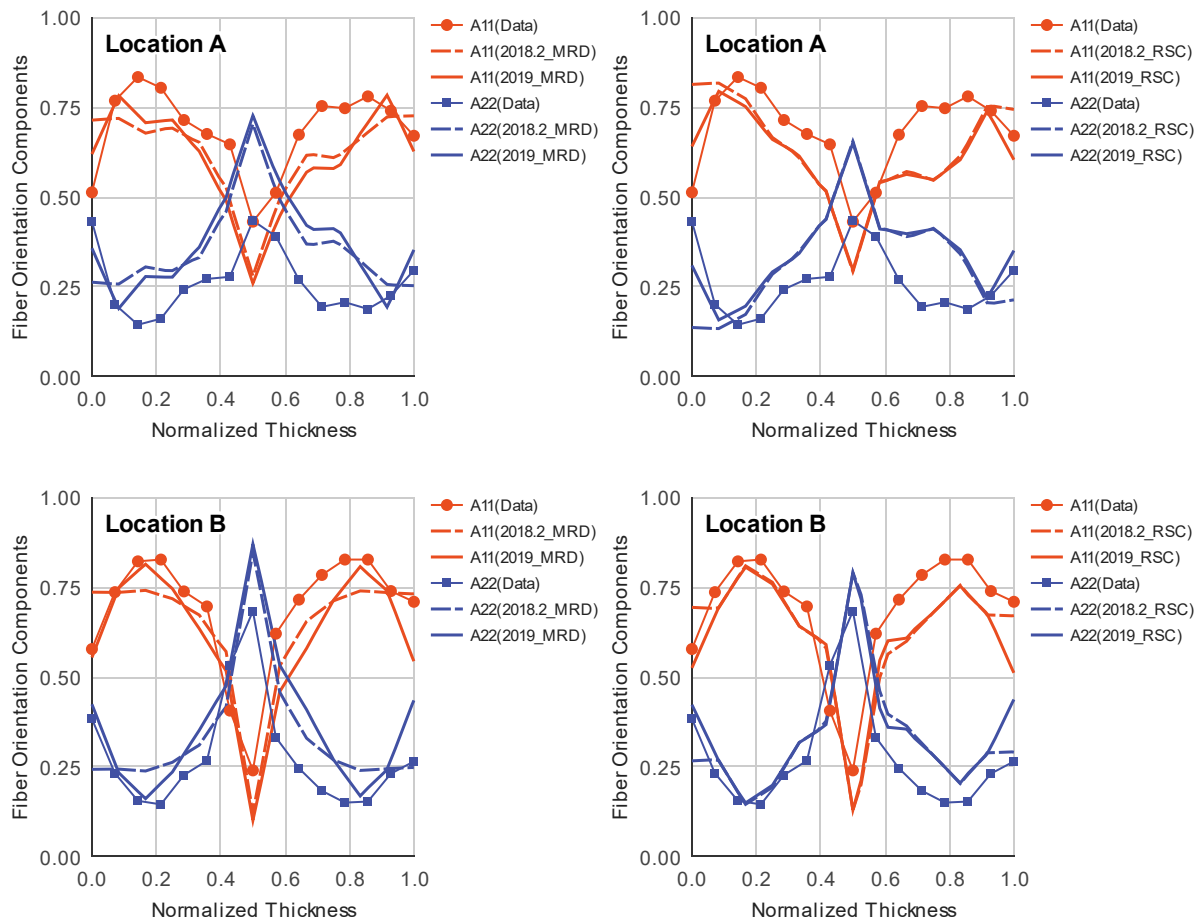 Location A
Fiber Orientation Components
1.00
0.75
0.50
0.25
0.00
0.0 0.2 0.4 0.6 0.8 1.0
Normalized Thickness
A11(Data)
A11(2018.2_MRD)
A11(2019_MRD)
A22(Data)
A22(2018.2_MRD)
A22(2019_MRD)
Location A
Fiber Orientation Components
1.00
0.75
0.50
0.25
0.00
0.0 0.2 0.4 0.6 0.8 1.0
Normalized Thickness
A11(Data)
A11(2018.2_RSC)
A11(2019_RSC)
A22(Data)
A22(2018.2_RSC)
A22(2019_RSC)
Location B
Fiber Orientation Components
1.00
0.75
0.50
0.25
0.00
0.0 0.2 0.4 0.6 0.8 1.0
Normalized Thickness
A11(Data)
A11(2018.2_MRD)
A11(2019_MRD)
A22(Data)
A22(2018.2_MRD)
A22(2019_MRD)
Location B
Fiber Orientation Components
1.00
0.75
0.50
0.25
0.00
0.0 0.2 0.4 0.6 0.8 1.0
Normalized Thickness
A11(Data)
A11(2018.2_RSC)
A11(2019_RSC)
A22(Data)
A22(2018.2_RSC)
A22(2019_RSC)